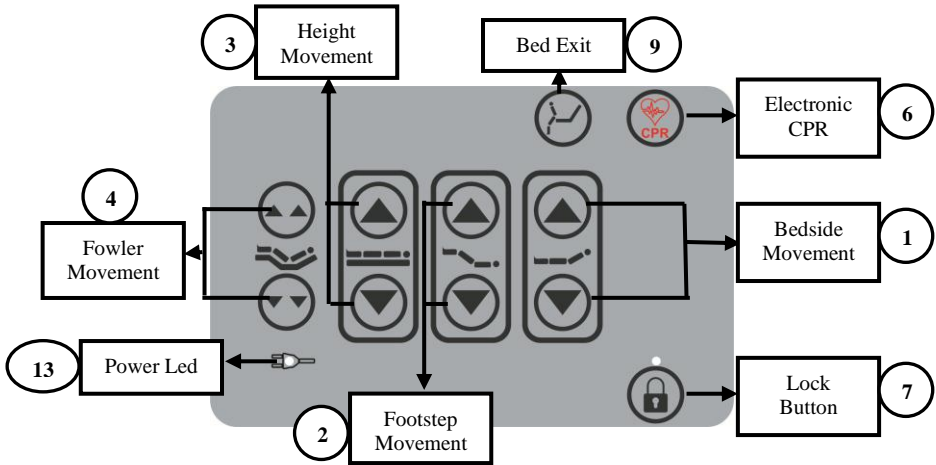 3
Height
Movement
Bed Exit
9
CPR
Electronic
CPR
6
4
Fowler
Movement
Bedside
Movement
1
13
Power Led
2
Footstep
Movement
Lock
Button
7